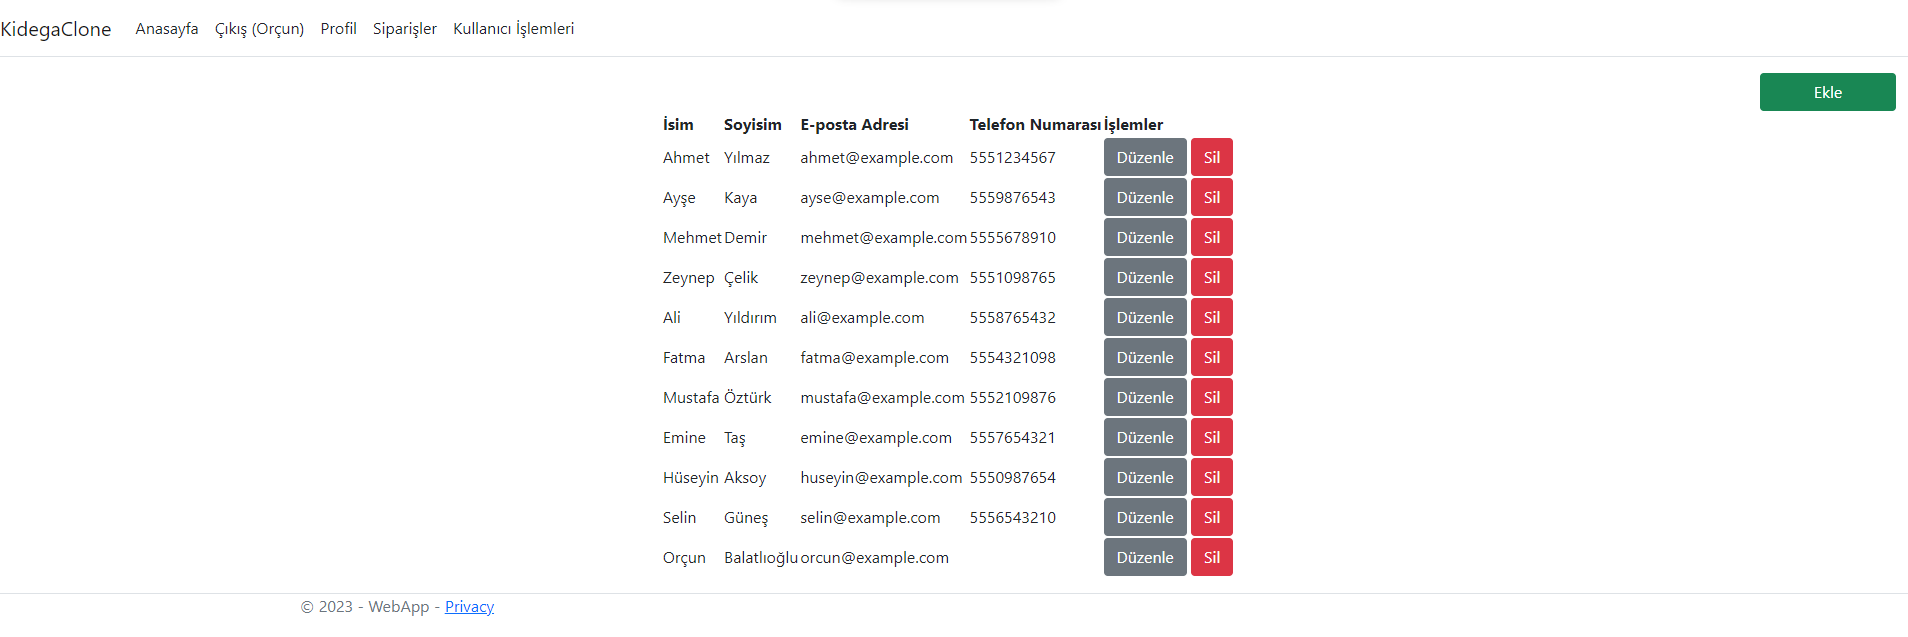 KidegaClone Anasayfa Çıkış (Orçun) Profil Siparişler Kullanıcı İşlemleri
Ekle
İsim Soyisim E-posta Adresi Telefon Numarası İşlemler
Ahmet Yılmaz ahmet@example.com 5551234567 Düzenle Sil
Ayşe Kaya ayse@example.com 5559876543 Düzenle Sil
Mehmet Demir mehmet@example.com 5555678910 Düzenle Sil
Zeynep Çelik zeynep@example.com 5551098765 Düzenle Sil
Ali Yıldırım ali@example.com 5558765432 Düzenle Sil
Fatma Arslan fatma@example.com 5554321098 Düzenle Sil
Mustafa Öztürk mustafa@example.com 5552109876 Düzenle Sil
Emine Taş emine@example.com 5557654321 Düzenle Sil
Hüseyin Aksoy huseyin@example.com 5550987654 Düzenle Sil
Selin Güneş selin@example.com 5556543210 Düzenle Sil
Orçun Balatlıoğlu orcun@example.com Düzenle Sil
© 2023 - WebApp - Privacy